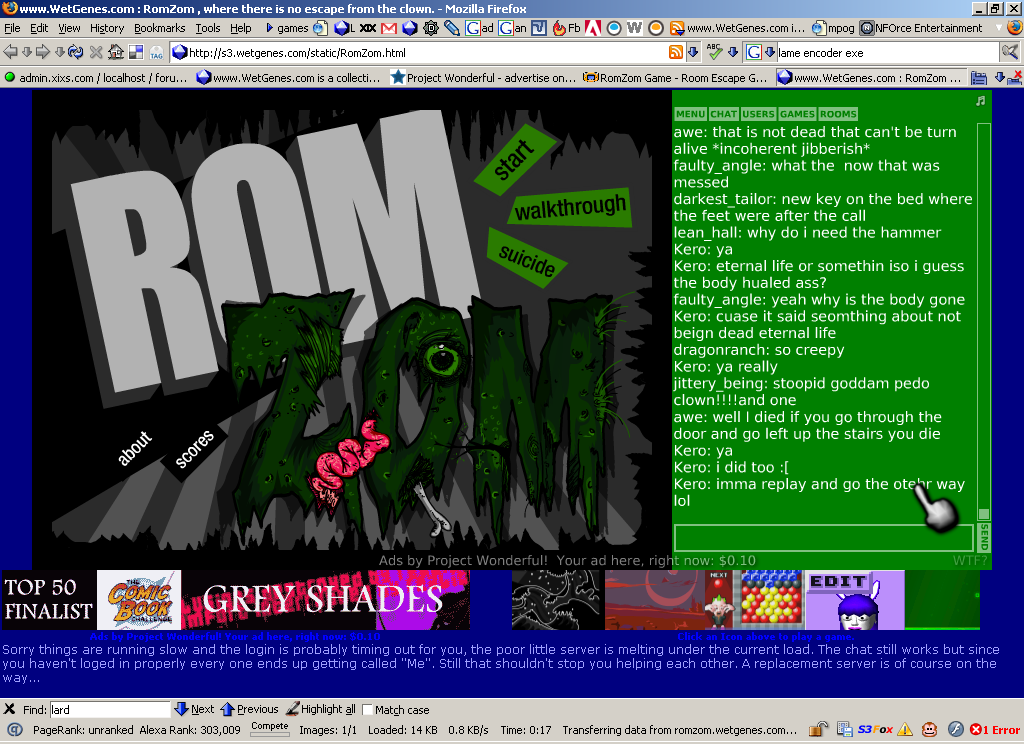 www.WetGenes.com : RomZom , where there is no escape from the clown. - Mozilla Firefox
File Edit View History Bookmarks Tools Help games L XIX G ad G an Fb www.WetGenes.com in... mpog NFOrce Entertainment
http://s3.wetgenes.com/static/RomZom.html ABC G lame encoder exe
TAG
admin.xixs.com / localhost / foru... www.WetGenes.com is a collecti... Project Wonderful - advertise on... RomZom Game - Room Escape G... www.WetGenes.com : RomZom ...
ROM
ZOM
start
walkthrough
suicide
about
scores
MENU CHAT USERS GAMES ROOMS
awe: that is not dead that can't be turn
alive *incoherent jibberish*
faulty_angle: what the  now that was
messed
darkest_tailor: new key on the bed where
the feet were after the call
lean_hall: why do i need the hammer
Kero: ya
Kero: eternal life or somethin iso i guess
the body hualed ass?
faulty_angle: yeah why is the body gone
Kero: cuase it said seomthing about not
beign dead eternal life
dragonranch: so creepy
Kero: ya really
jittery_being: stoopid goddam pedo
clown!!!!and one
awe: well I died if you go through the
door and go left up the stairs you die
Kero: ya
Kero: i did too :[
Kero: imma replay and go the otehr way
lol
SEND
Ads by Project Wonderful!  Your ad here, right now: $0.10
WTF?
TOP 50
FINALIST
THE
COMIC
BOOK
CHALLENGE
GREY SHADES
NEXT
EDIT
Ads by Project Wonderful! Your ad here, right now: $0.10
Click an Icon above to play a game.
Sorry things are running slow and the login is probably timing out for you, the poor little server is melting under the current load. The chat still works but since
you haven't loged in properly every one ends up getting called "Me". Still that shouldn't stop you helping each other. A replacement server is of course on the
way...
Find: lard Next Previous Highlight all Match case
PageRank: unranked Alexa Rank: 303,009 Compete Images: 1/1 Loaded: 14 KB 0.8 KB/s Time: 0:17 Transferring data from romzom.wetgenes.com... S3Fox 1 Error